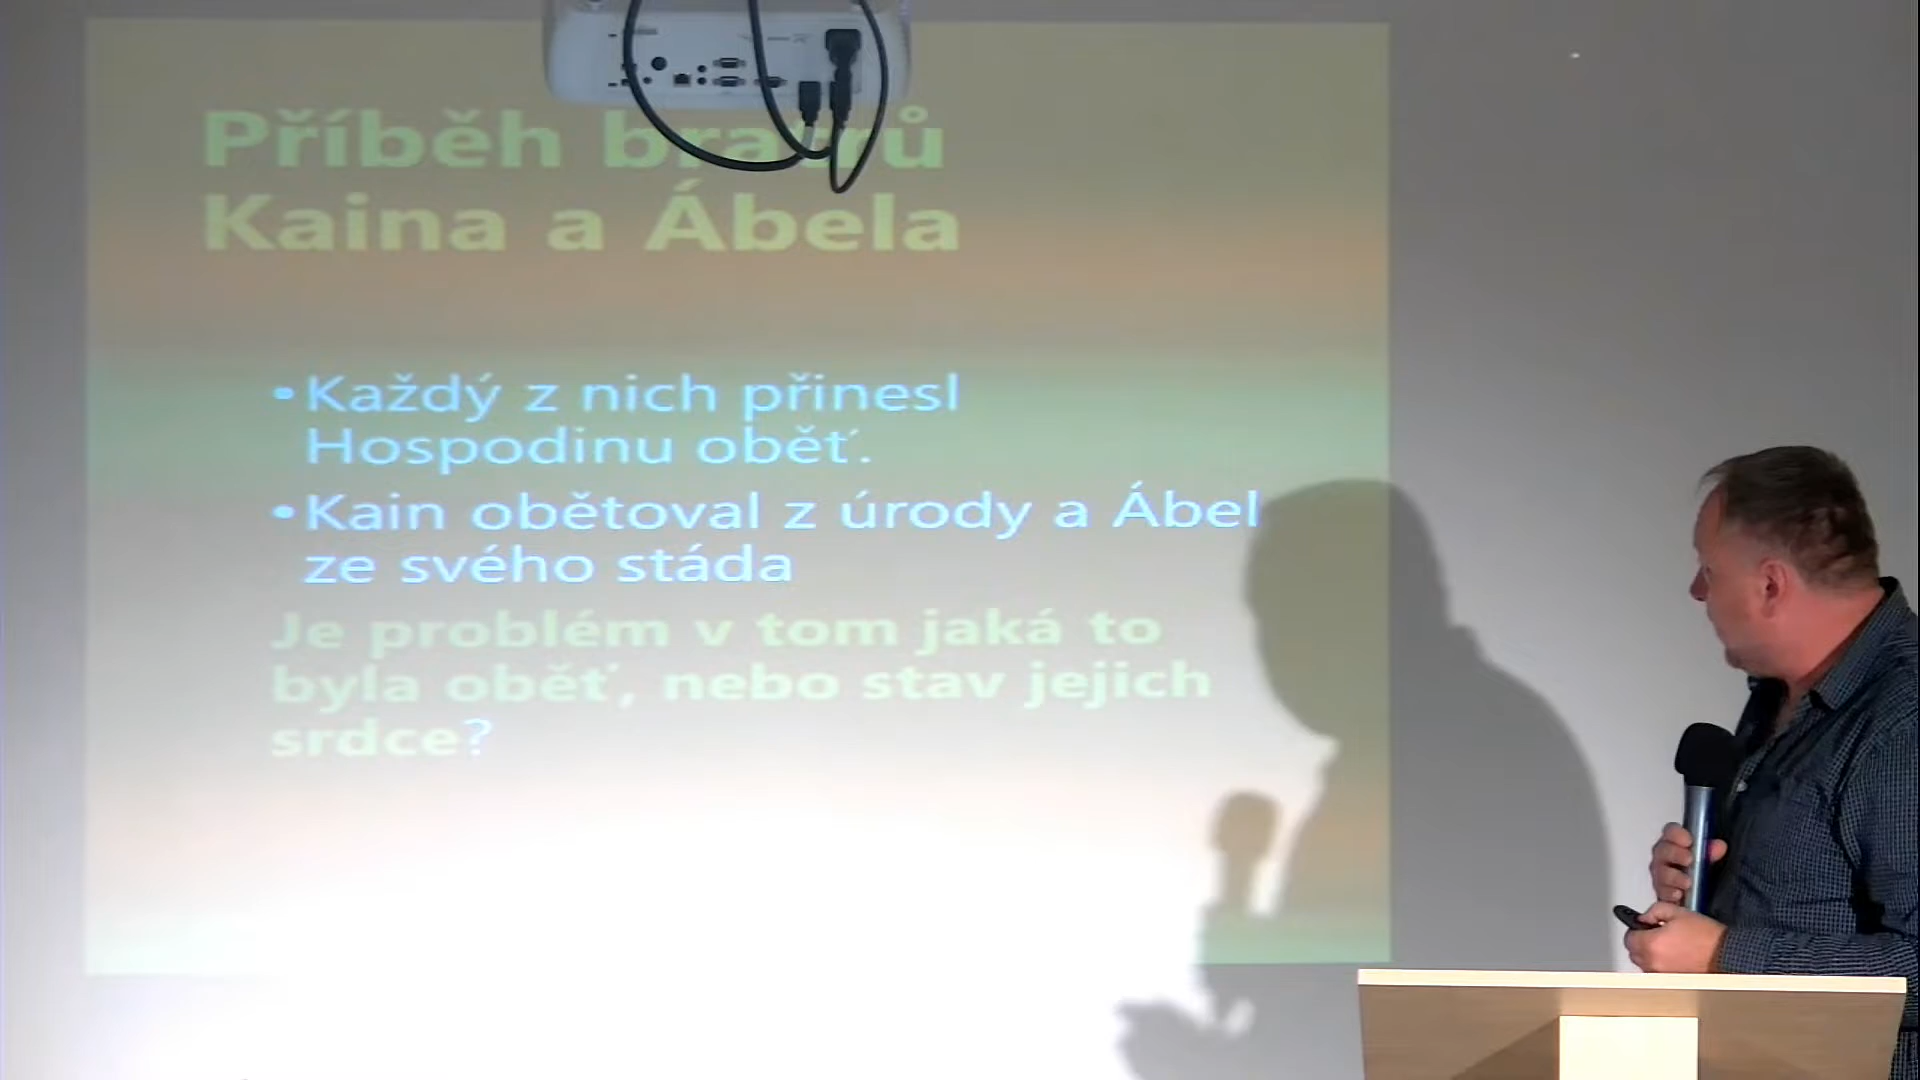 Příběh bratrů
Kaina a Ábela
•Každý z nich přinesl
Hospodinu oběť.
•Kain obětoval z úrody a Ábel
ze svého stáda
Je problém v tom jaká to
byla oběť, nebo stav jejich
srdce?